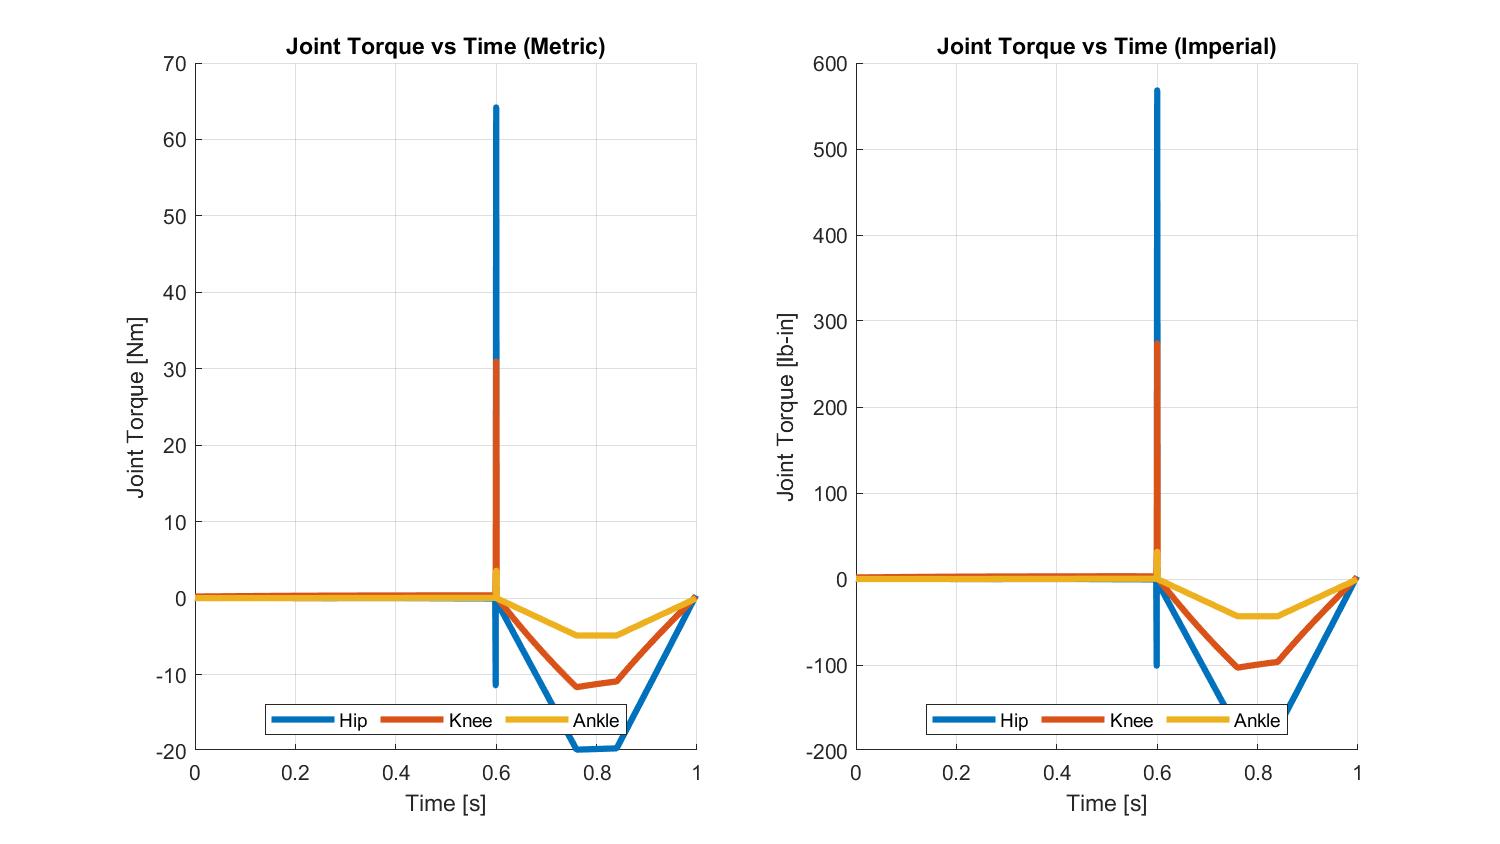 Joint Torque vs Time (Metric)
70
60
50
40
30
20
10
0
-10
-20
Joint Torque [Nm]
0 0.2 0.4 0.6 0.8 1
Time [s]
Hip Knee Ankle
Joint Torque vs Time (Imperial)
600
500
400
300
200
100
0
-100
-200
Joint Torque [lb-in]
0 0.2 0.4 0.6 0.8 1
Time [s]
Hip Knee Ankle